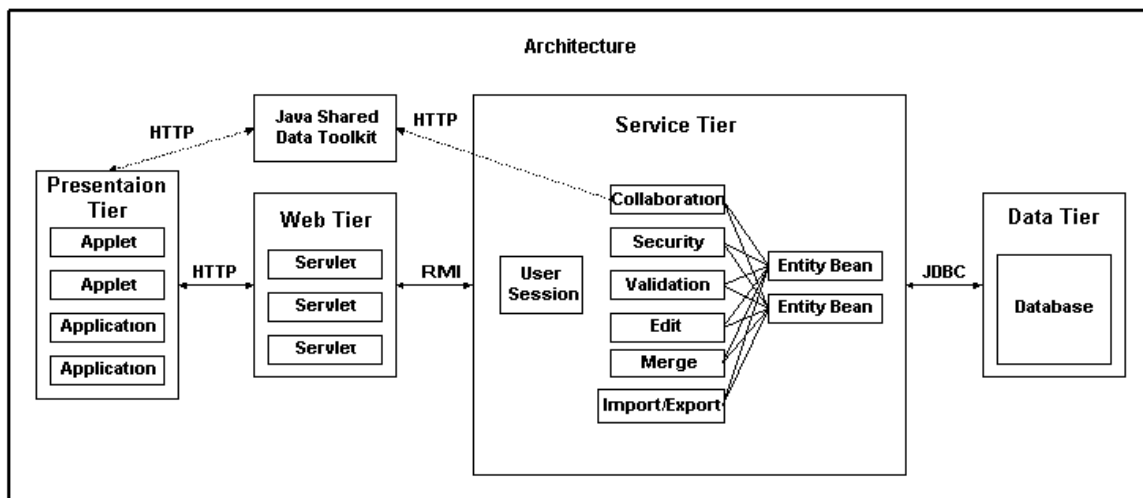 Architecture
HTTP
Java Shared
Data Toolkit
HTTP
Presentaion
Tier
Applet
Applet
Application
Application
HTTP
Web Tier
Servlet
Servlet
Servlet
RMI
Service Tier
User
Session
Collaboration
Security
Validation
Edit
Merge
Import/Export
Entity Bean
Entity Bean
JDBC
Data Tier
Database